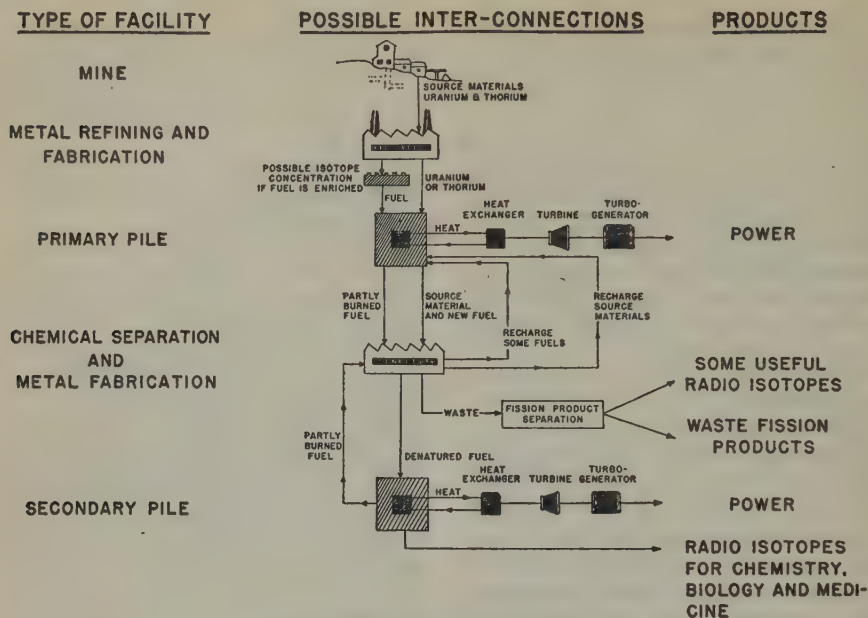 TYPE OF FACILITY
POSSIBLE INTER-CONNECTIONS
PRODUCTS
MINE
SOURCE MATERIALS
URANIUM & THORIUM
METAL REFINING AND
FABRICATION
POSSIBLE ISOTOPE
CONCENTRATION
IF FUEL IS ENRICHED
URANIUM
OR THORIUM
FUEL
PRIMARY PILE
HEAT
HEAT
EXCHANGER
TURBINE
TURBO-
GENERATOR
POWER
PARTLY
BURNED
FUEL
SOURCE
MATERIAL
AND NEW FUEL
RECHARGE
SOME FUELS
RECHARGE
SOURCE
MATERIALS
CHEMICAL SEPARATION
AND
METAL FABRICATION
WASTE
FISSION PRODUCT
SEPARATION
SOME USEFUL
RADIO ISOTOPES
WASTE FISSION
PRODUCTS
PARTLY
BURNED
FUEL
DENATURED FUEL
SECONDARY PILE
HEAT
HEAT
EXCHANGER
TURBINE
TURBO-
GENERATOR
POWER
RADIO ISOTOPES
FOR CHEMISTRY,
BIOLOGY AND MEDI-
CINE